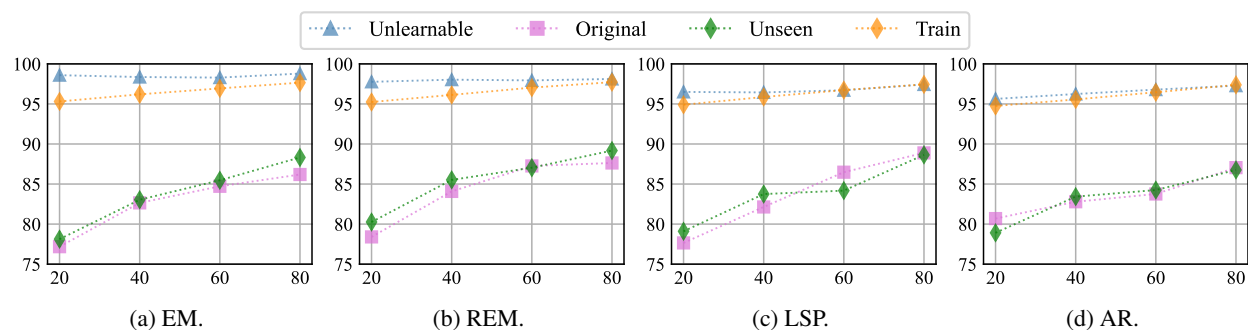 Unlearnable Original Unseen Train
100 100 100 100
95 95 95 95
90 90 90 90
85 85 85 85
80 80 80 80
75 75 75 75
20 40 60 80 20 40 60 80 20 40 60 80 20 40 60 80
(a) EM. (b) REM. (c) LSP. (d) AR.